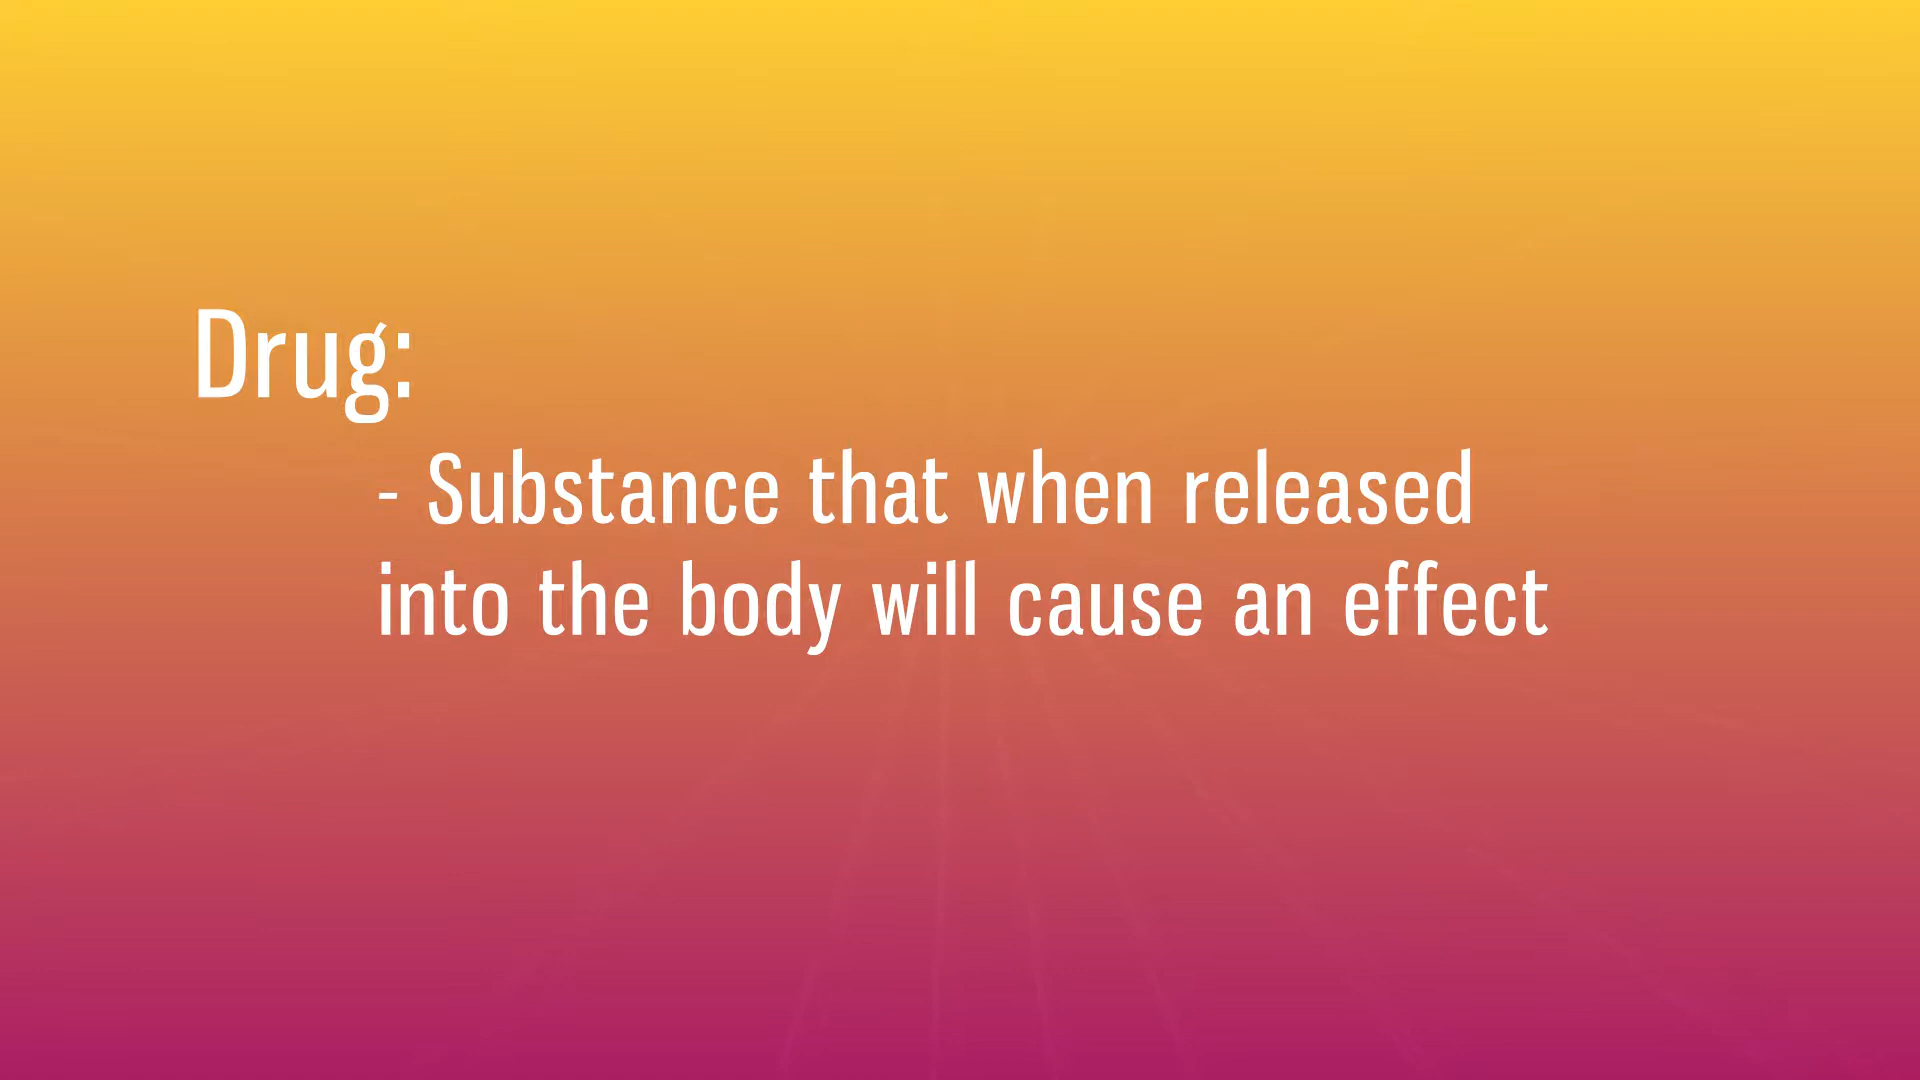 Drug:
- Substance that when released
into the body will cause an effect